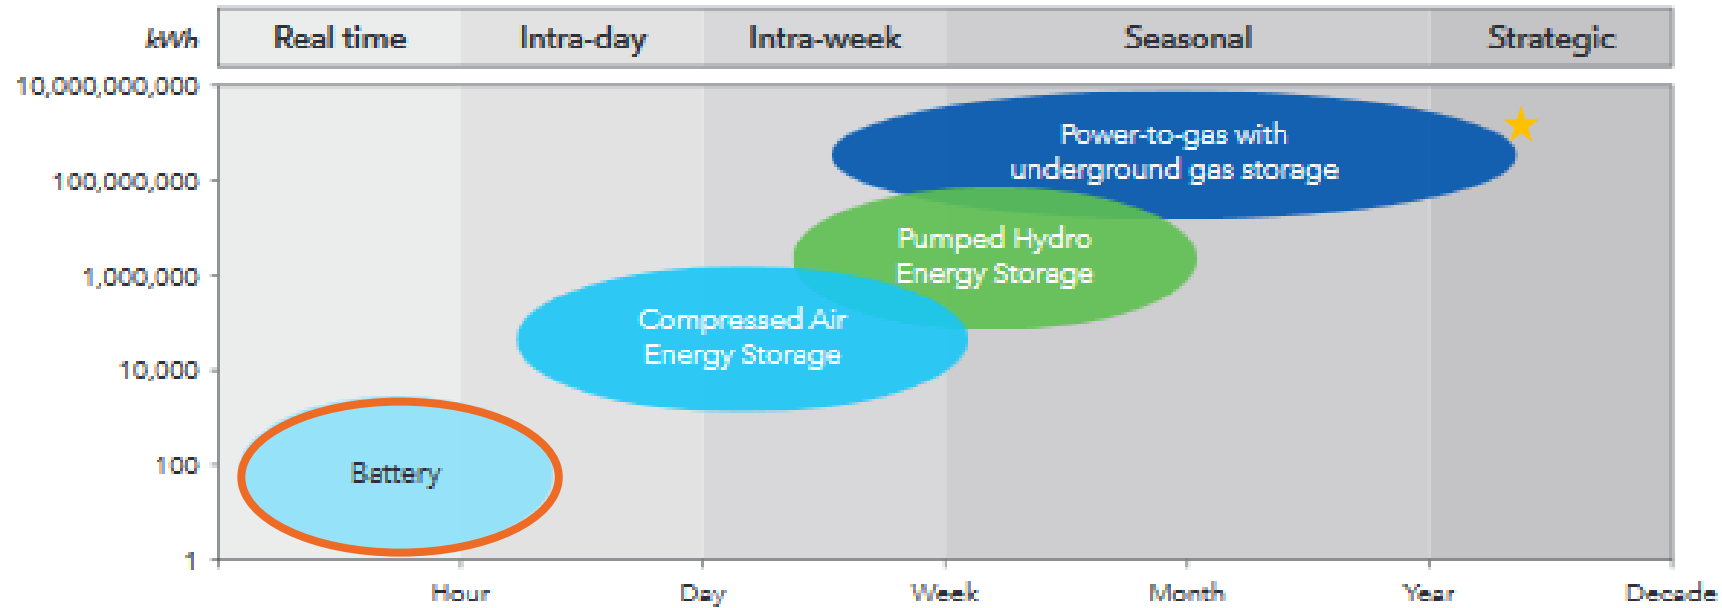 kWh Real time Intra-day Intra-week Seasonal Strategic
10,000,000,000
Power-to-gas with
underground gas storage
100,000,000
Pumped Hydro
Energy Storage
1,000,000
Compressed Air
Energy Storage
10,000
Battery
100
1
Hour Day Week Month Year Decade